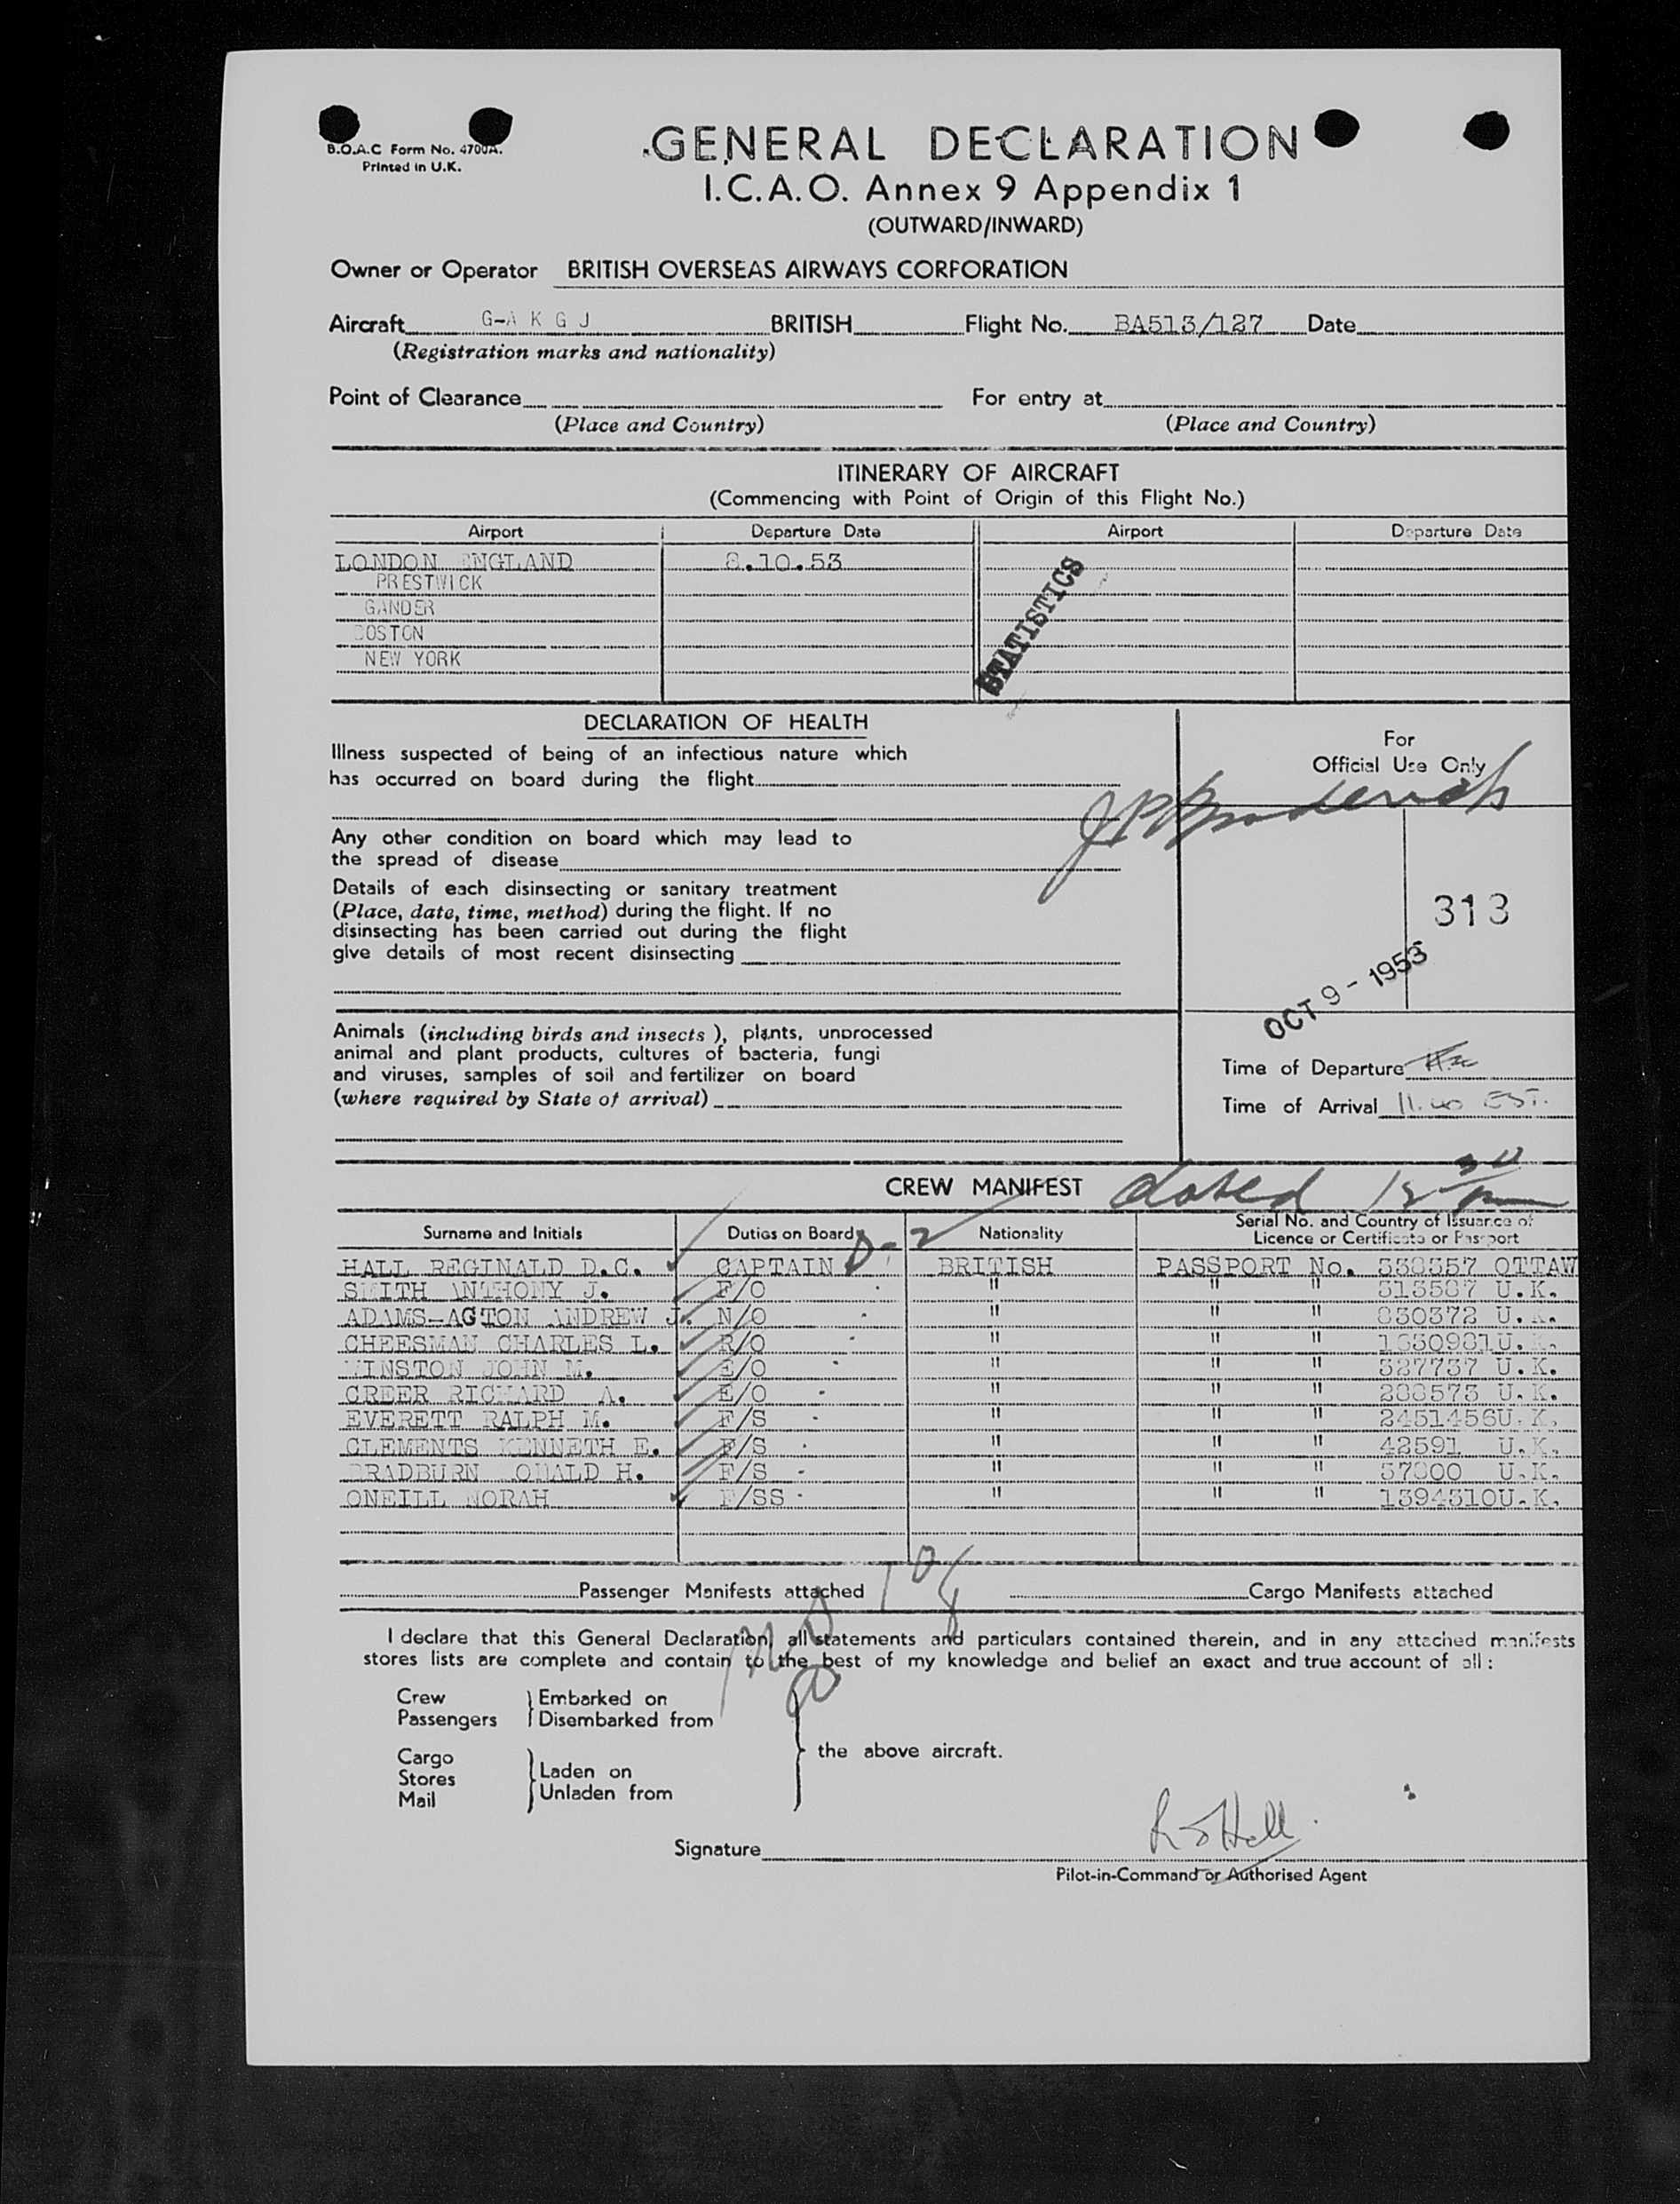 B.O.A.C Form No. 4700A.
Printed in U.K.
GENERAL DECLARATION
I.C.A.O. Annex 9 Appendix 1
(OUTWARD/INWARD)
Owner or Operator BRITISH OVERSEAS AIRWAYS CORPORATION
Aircraft G-A K G J BRITISH Flight No. BA513/127 Date
(Registration marks and nationality)
Point of Clearance For entry at
(Place and Country) (Place and Country)
ITINERARY OF AIRCRAFT
(Commencing with Point of Origin of this Flight No.)
Airport Departure Date Airport Departure Date
LONDON ENGLAND 8.10.53
PRESTWICK
GANDER
BOSTON
NEW YORK
STATISTICS
DECLARATION OF HEALTH
Illness suspected of being of an infectious nature which
has occurred on board during the flight
For
Official Use Only
Any other condition on board which may lead to
the spread of disease
Details of each disinsecting or sanitary treatment
(Place, date, time, method) during the flight. If no
disinsecting has been carried out during the flight
give details of most recent disinsecting
313
OCT 9 - 1953
Animals (including birds and insects), plants, unprocessed
animal and plant products, cultures of bacteria, fungi
and viruses, samples of soil and fertilizer on board
(where required by State of arrival)
Time of Departure
Time of Arrival 11.40 EST.
CREW MANIFEST
Surname and Initials Duties on Board Nationality Serial No. and Country of Issuance of
Licence or Certificate or Passport
HALL REGINALD D.C. CAPTAIN BRITISH PASSPORT No. 338357 OTTAW
SMITH ANTHONY J. F/O " " " 313587 U.K.
ADAMS-AGTON ANDREW J. N/O " " " 830372 U.K.
CHEESMAN CHARLES L. R/O " " " 1630981U.K.
WINSTON JOHN M. E/O " " " 327737 U.K.
GREER RICHARD A. E/O " " " 288573 U.K.
EVERETT RALPH M. F/S " " " 2451456U.K.
CLEMENTS KENNETH E. F/S " " " 42591 U.K.
BRADBURN DONALD H. F/S " " " 57800 U.K.
ONEILL NORAH F/SS " " " 1394310U.K.
Passenger Manifests attached Cargo Manifests attached
I declare that this General Declaration, all statements and particulars contained therein, and in any attached manifests
stores lists are complete and contain to the best of my knowledge and belief an exact and true account of all :
Crew Embarked on
Passengers Disembarked from
the above aircraft.
Cargo
Stores Laden on
Mail Unladen from
Signature
Pilot-in-Command or Authorised Agent